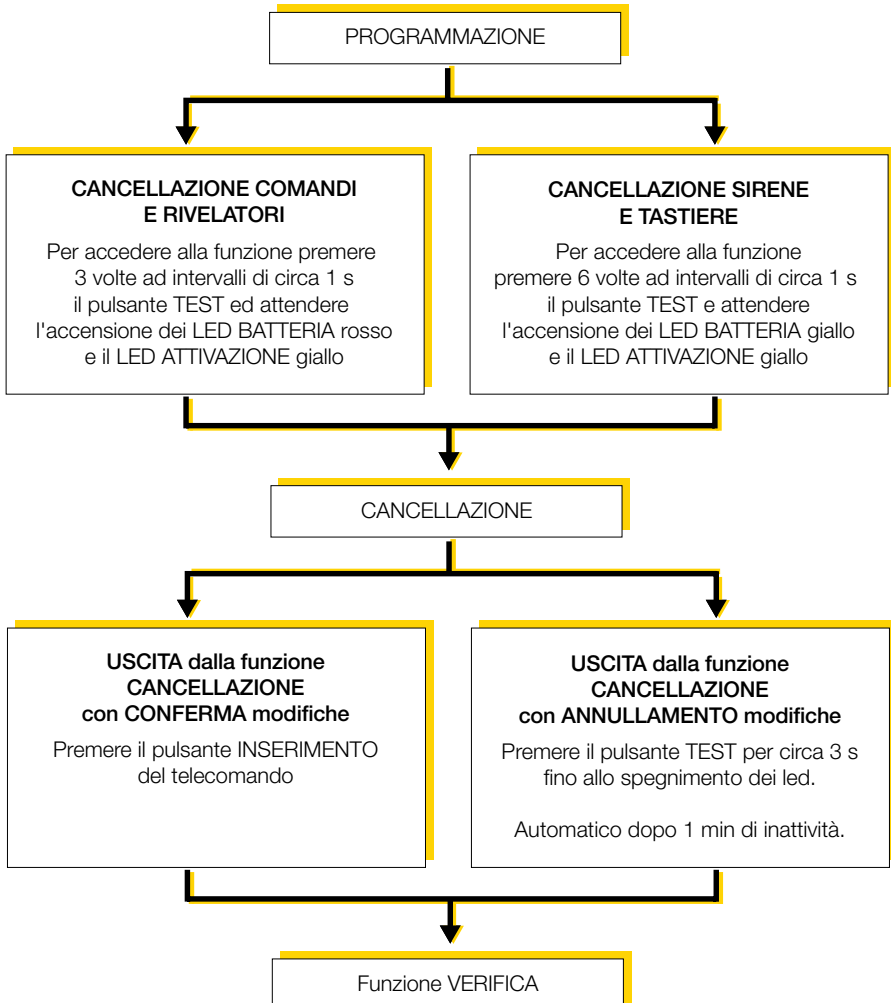 PROGRAMMAZIONE
CANCELLAZIONE COMANDI
E RIVELATORI
Per accedere alla funzione premere
3 volte ad intervalli di circa 1 s
il pulsante TEST ed attendere
l'accensione dei LED BATTERIA rosso
e il LED ATTIVAZIONE giallo
CANCELLAZIONE SIRENE
E TASTIERE
Per accedere alla funzione
premere 6 volte ad intervalli di circa 1 s
il pulsante TEST e attendere
l'accensione dei LED BATTERIA giallo
e il LED ATTIVAZIONE giallo
CANCELLAZIONE
USCITA dalla funzione
CANCELLAZIONE
con CONFERMA modifiche
Premere il pulsante INSERIMENTO
del telecomando
USCITA dalla funzione
CANCELLAZIONE
con ANNULLAMENTO modifiche
Premere il pulsante TEST per circa 3 s
fino allo spegnimento dei led.
Automatico dopo 1 min di inattività.
Funzione VERIFICA